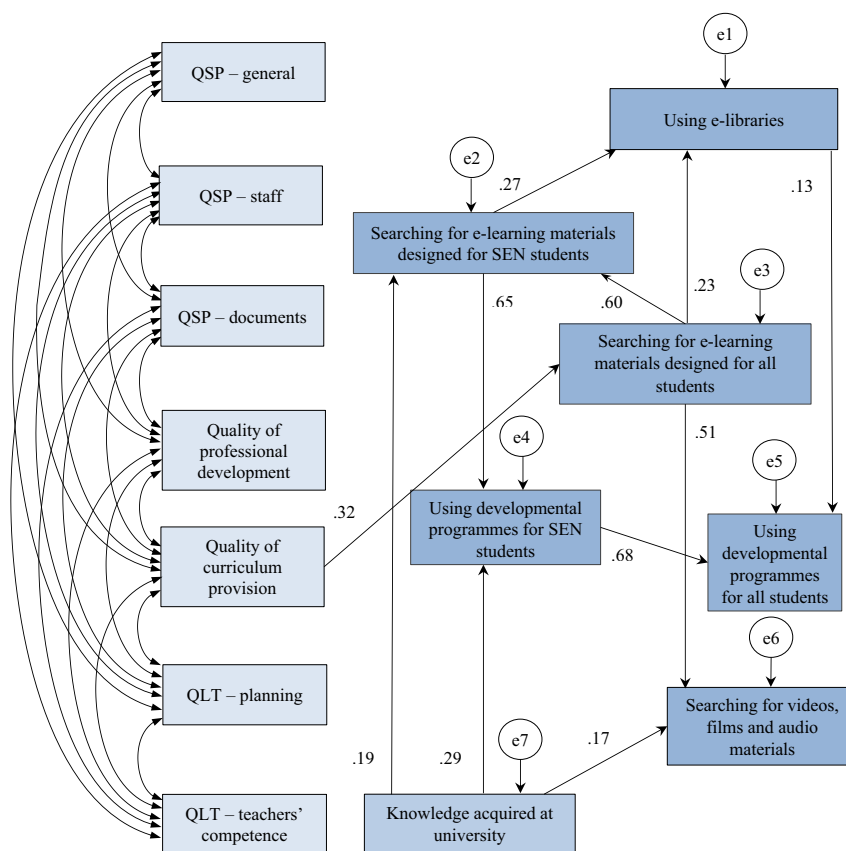 QSP – general
QSP – staff
QSP – documents
Quality of
professional
development
Quality of
curriculum
provision
QLT – planning
QLT – teachers’
competence
e1
Using e-libraries
e2
.27
.13
Searching for e-learning materials
designed for SEN students
e3
.65
.60
.23
Searching for e-learning
materials designed for all
students
.51
e4
e5
.32
Using developmental
programmes for SEN
students
.68
Using
developmental
programmes
for all students
e6
Searching for videos,
films and audio
materials
e7
.17
.19
.29
Knowledge acquired at
university